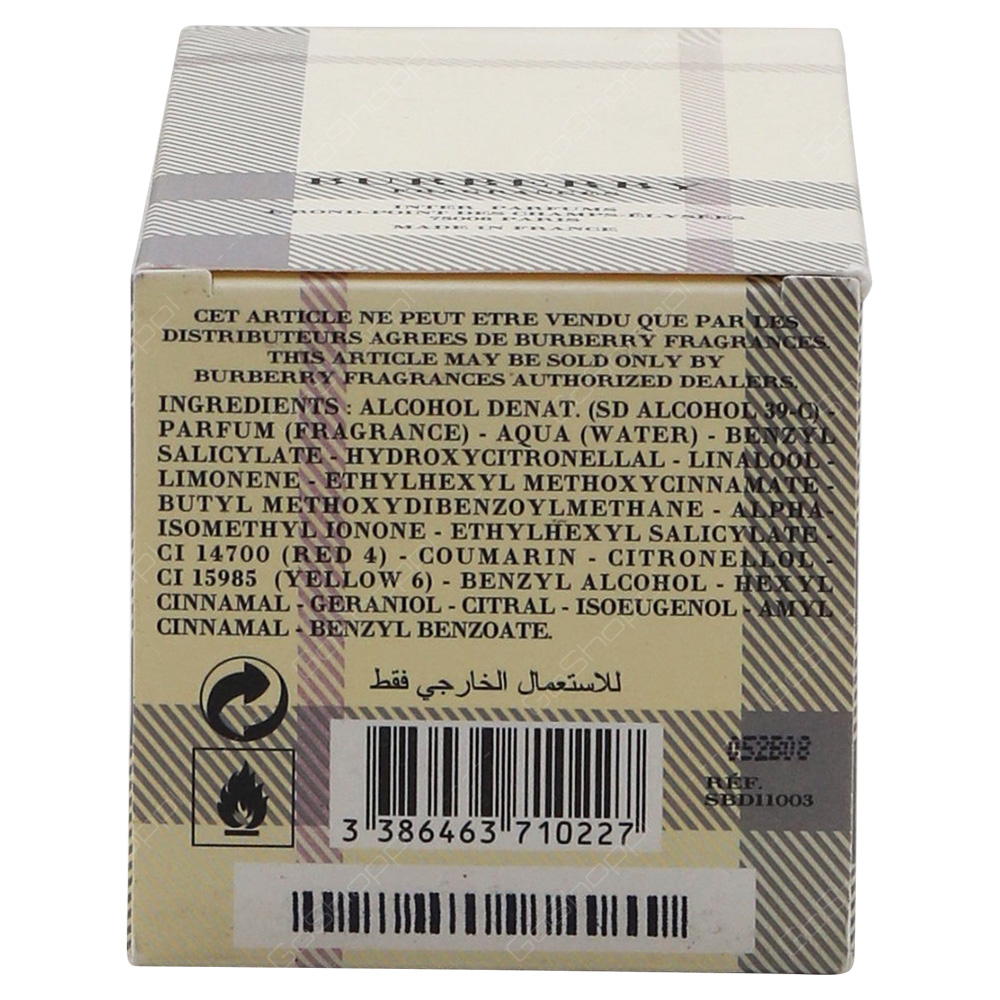 BURBERRY
FRAGRANCES
INTER PARFUMS
4 ROND-POINT DES CHAMPS-ÉLYSÉES
75008 PARIS
MADE IN FRANCE
CET ARTICLE NE PEUT ETRE VENDU QUE PAR LES
DISTRIBUTEURS AGREES DE BURBERRY FRAGRANCES.
THIS ARTICLE MAY BE SOLD ONLY BY
BURBERRY FRAGRANCES AUTHORIZED DEALERS.
INGREDIENTS : ALCOHOL DENAT. (SD ALCOHOL 39-C) -
PARFUM (FRAGRANCE) - AQUA (WATER) - BENZYL
SALICYLATE - HYDROXYCITRONELLAL - LINALOOL -
LIMONENE - ETHYLHEXYL METHOXYCINNAMATE -
BUTYL METHOXYDIBENZOYLMETHANE - ALPHA-
ISOMETHYL IONONE - ETHYLHEXYL SALICYLATE -
CI 14700 (RED 4) - COUMARIN - CITRONELLOL -
CI 15985 (YELLOW 6) - BENZYL ALCOHOL - HEXYL
CINNAMAL - GERANIOL - CITRAL - ISOEUGENOL - AMYL
CINNAMAL - BENZYL BENZOATE.
للاستعمال الخارجي فقط
RÉF.
SBD11003
3 386463 710227